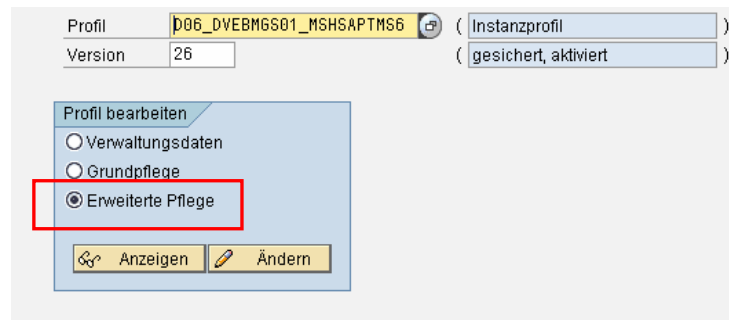 Profil D06_DVEBMGS01_MSHSAPTMS6 ( Instanzprofil )
Version 26 ( gesichert, aktiviert )
Profil bearbeiten
Verwaltungsdaten
Grundpflege
Erweiterte Pflege
Anzeigen Ändern